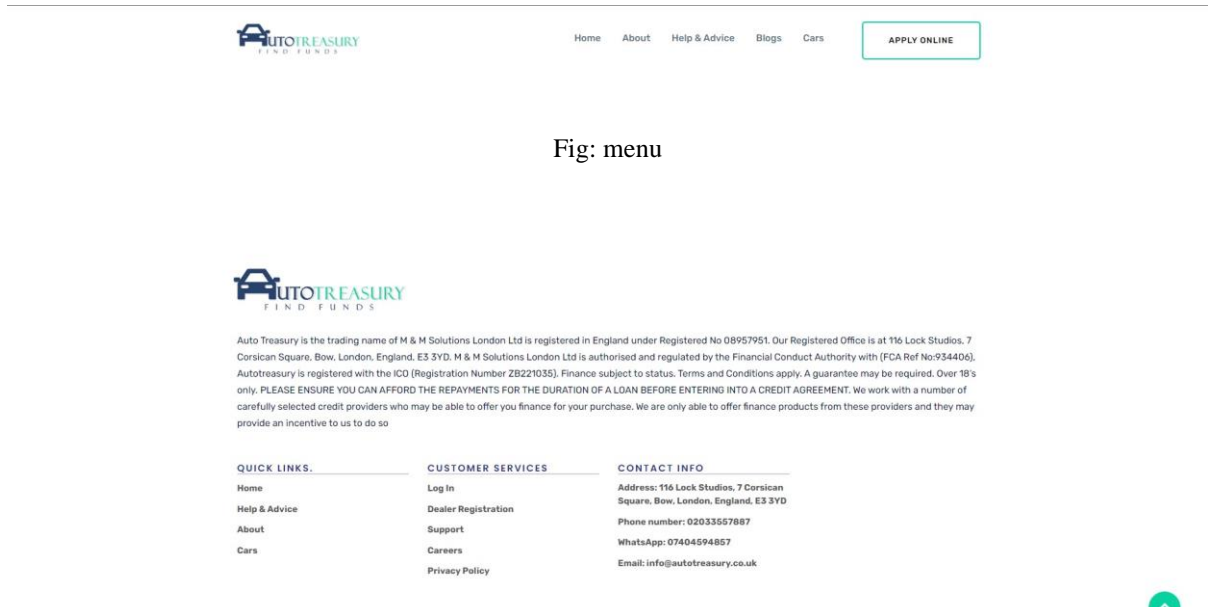 AUTOTREASURY
FIND FUNDS
Home About Help & Advice Blogs Cars APPLY ONLINE
Fig: menu
AUTOTREASURY
FIND FUNDS
Auto Treasury is the trading name of M & M Solutions London Ltd is registered in England under Registered No 08957951. Our Registered Office is at 116 Lock Studios, 7
Corsican Square, Bow, London, England, E3 3YD. M & M Solutions London Ltd is authorised and regulated by the Financial Conduct Authority with (FCA Ref No:934406),
Autotreasury is registered with the ICO (Registration Number ZB221035). Finance subject to status. Terms and Conditions apply. A guarantee may be required. Over 18's
only. PLEASE ENSURE YOU CAN AFFORD THE REPAYMENTS FOR THE DURATION OF A LOAN BEFORE ENTERING INTO A CREDIT AGREEMENT. We work with a number of
carefully selected credit providers who may be able to offer you finance for your purchase. We are only able to offer finance products from these providers and they may
provide an incentive to us to do so
QUICK LINKS.
Home
Help & Advice
About
Cars
CUSTOMER SERVICES
Log In
Dealer Registration
Support
Careers
Privacy Policy
CONTACT INFO
Address: 116 Lock Studios, 7 Corsican
Square, Bow, London, England, E3 3YD
Phone number: 02033557887
WhatsApp: 07404594857
Email: info@autotreasury.co.uk